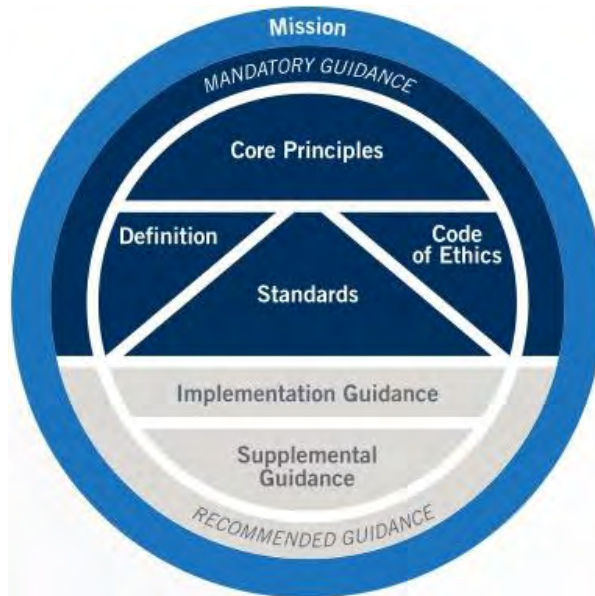 Mission
MANDATORY GUIDANCE
Core Principles
Definition
Code
of Ethics
Standards
Implementation Guidance
Supplemental
Guidance
RECOMMENDED GUIDANCE